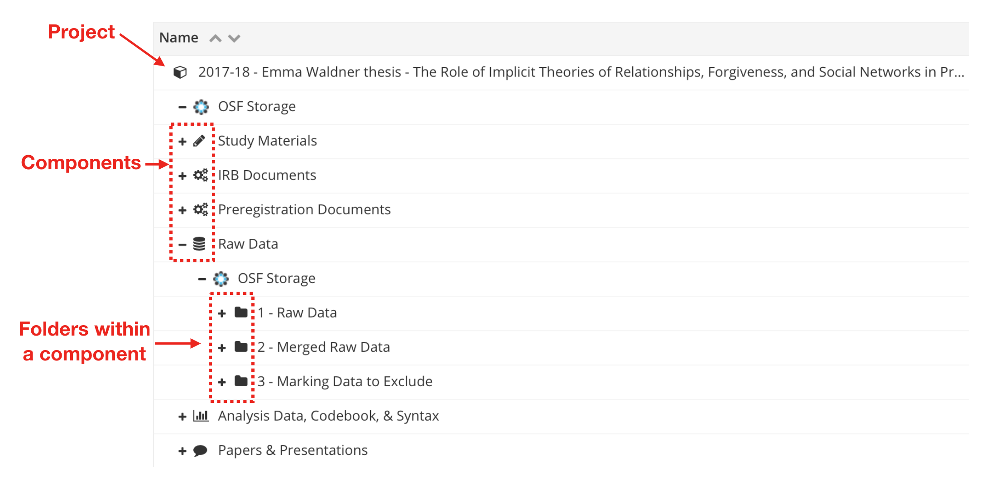 Project
Name
2017-18 - Emma Waldner thesis - The Role of Implicit Theories of Relationships, Forgiveness, and Social Networks in Pr...
OSF Storage
Study Materials
Components
IRB Documents
Preregistration Documents
Raw Data
OSF Storage
1 - Raw Data
Folders within
a component
2 - Merged Raw Data
3 - Marking Data to Exclude
Analysis Data, Codebook, & Syntax
Papers & Presentations